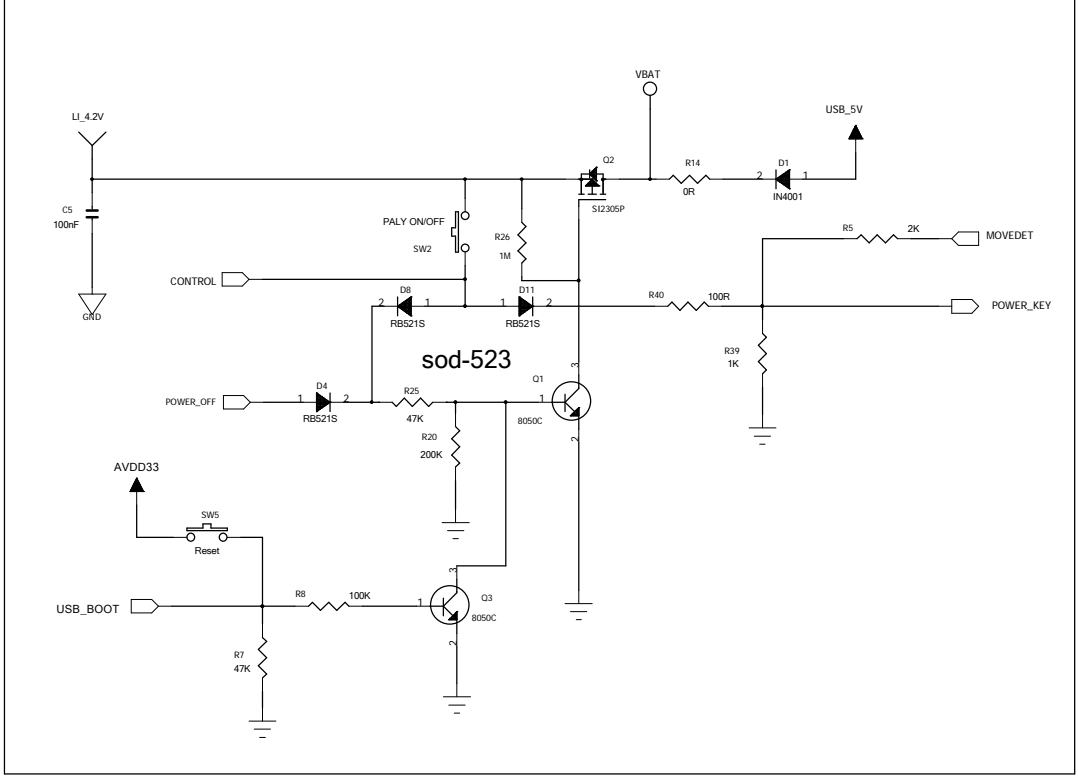 VBAT
USB_5V
LI_4.2V
Q2
R14
D1
2
1
0R
IN4001
C5
100nF
SI2305P
PALY ON/OFF
SW2
R26
1M
R5
2K
MOVEDET
CONTROL
D8
2
1
RB521S
D11
1
2
RB521S
R40
100R
POWER_KEY
GND
R39
1K
sod-523
3
Q1
D4
POWER_OFF
1
2
RB521S
R25
47K
1
8050C
R20
200K
2
AVDD33
SW5
Reset
3
R8
100K
1
Q3
8050C
USB_BOOT
R7
47K
2